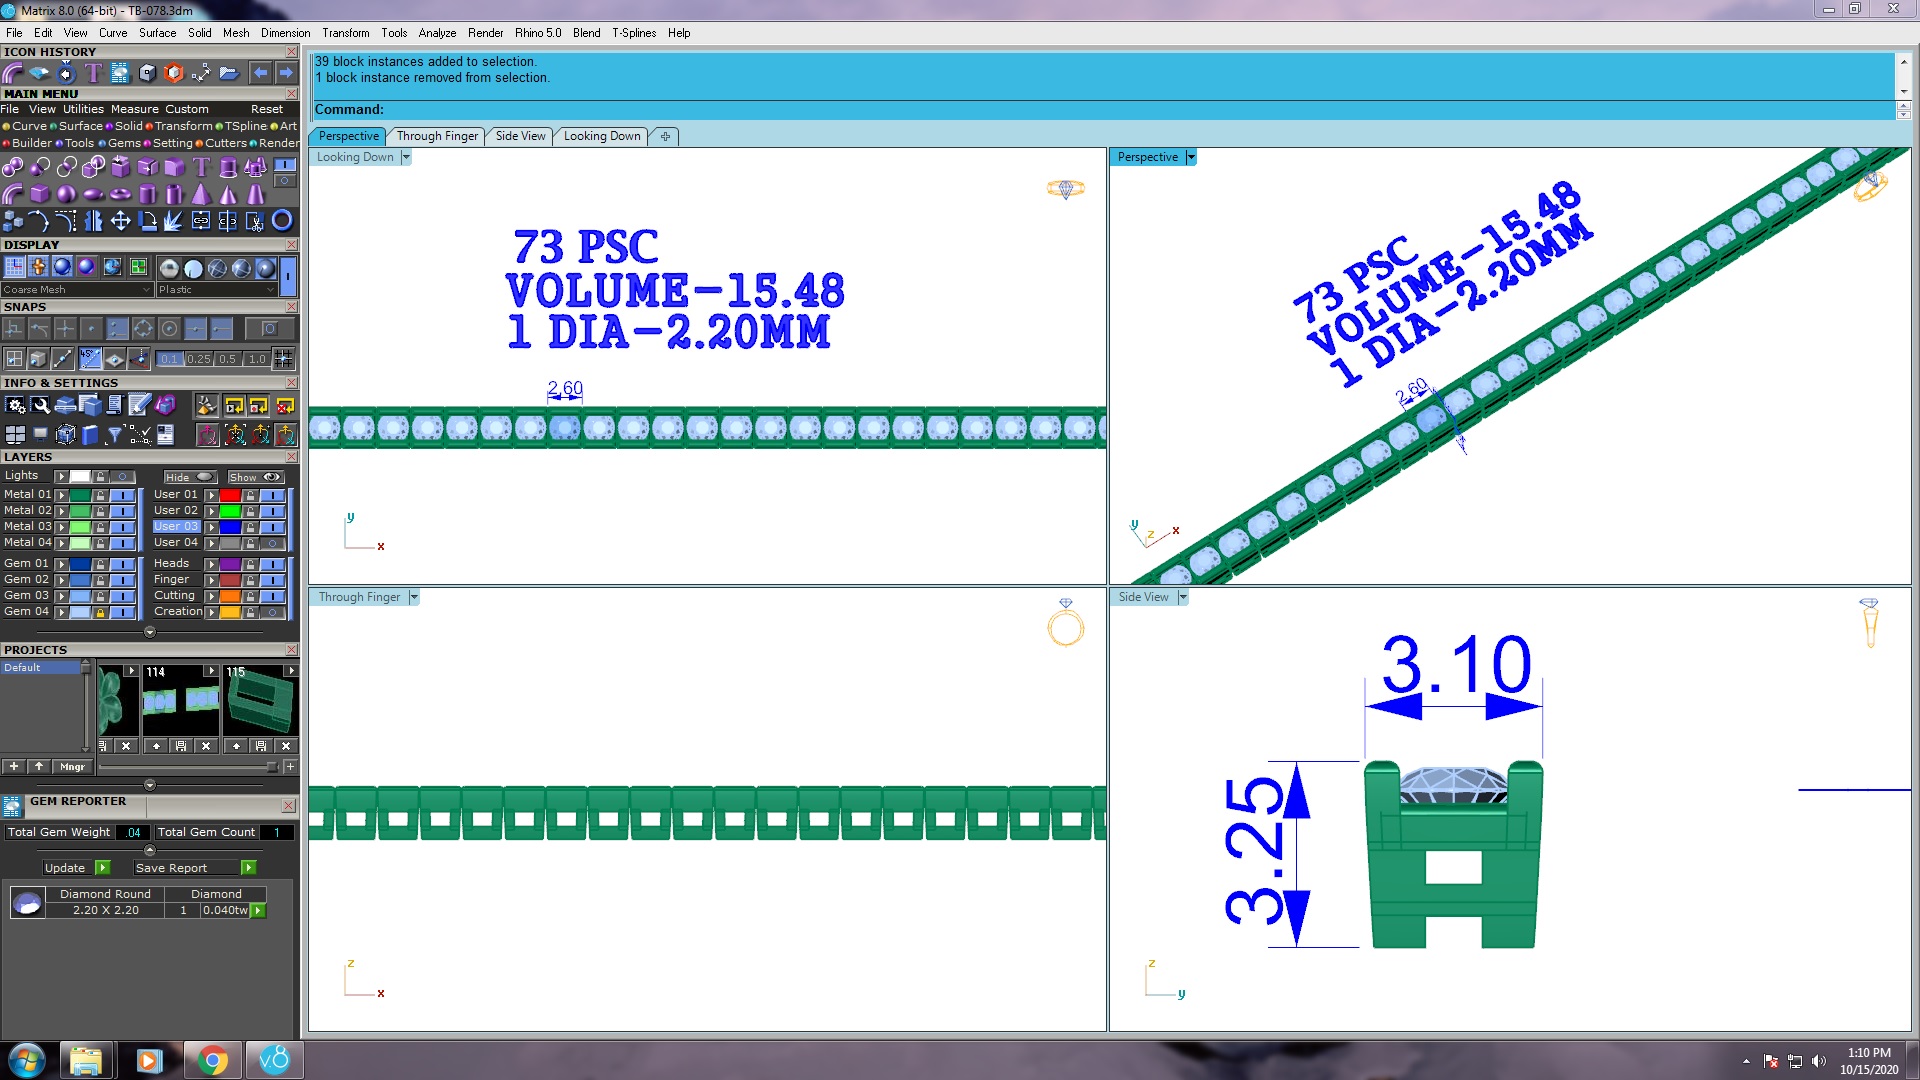 Matrix 8.0 (64-bit) - TB-078.3dm
File Edit View Curve Surface Solid Mesh Dimension Transform Tools Analyze Render Rhino 5.0 Blend T-Splines Help
ICON HISTORY
MAIN MENU
File View Utilities Measure Custom Reset
Curve Surface Solid Transform TSpline Art
Builder Tools Gems Setting Cutters Render
DISPLAY
Coarse Mesh Plastic
SNAPS
45°
0.1 0.25 0.5 1.0
INFO & SETTINGS
LAYERS
Lights Hide Show
Metal 01 User 01
Metal 02 User 02
Metal 03 User 03
Metal 04 User 04
Gem 01 Heads
Gem 02 Finger
Gem 03 Cutting
Gem 04 Creation
PROJECTS
Default
114 115
Mngr
GEM REPORTER
Total Gem Weight .04 Total Gem Count 1
Update Save Report
Diamond Round Diamond
2.20 X 2.20 1 0.040tw
39 block instances added to selection.
1 block instance removed from selection.
Command:
Perspective Through Finger Side View Looking Down
Looking Down
73 PSC
VOLUME-15.48
1 DIA-2.20MM
2.60
y
x
Perspective
73 PSC
VOLUME-15.48
1 DIA-2.20MM
2.60
y z x
Through Finger
z
x
Side View
3.10
3.25
z
y
v8
1:10 PM
10/15/2020